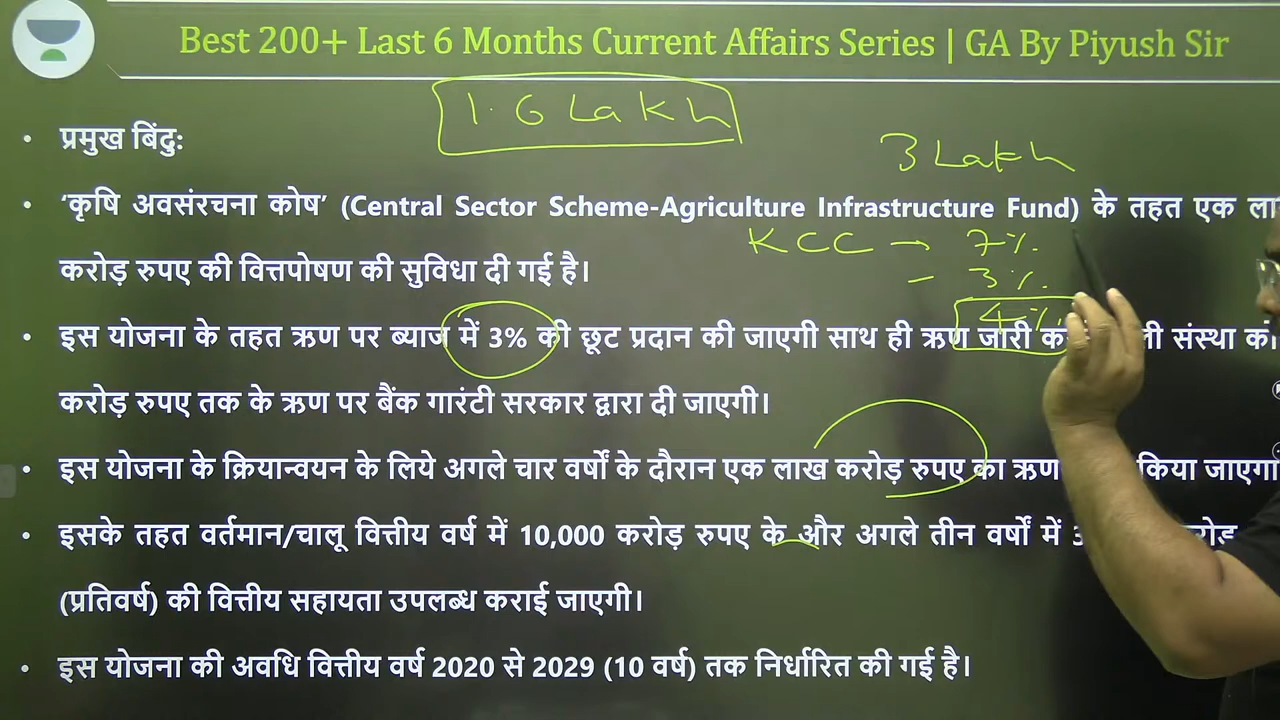 Best 200+ Last 6 Months Current Affairs Series | GA By Piyush Sir
1.6 Lakh
प्रमुख बिंदु:
3 Lakh
‘कृषि अवसंरचना कोष’ (Central Sector Scheme-Agriculture Infrastructure Fund) के तहत एक
KCC → 7%
करोड़ रुपए की वित्तपोषण की सुविधा दी गई है।
- 3%
4%
इस योजना के तहत ऋण पर ब्याज में 3% की छूट प्रदान की जाएगी साथ ही ऋण जारी संस्था
करोड़ रुपए तक के ऋण पर बैंक गारंटी सरकार द्वारा दी जाएगी।
इस योजना के क्रियान्वयन के लिये अगले चार वर्षों के दौरान एक लाख करोड़ रुपए का ऋण किया जाएगा
इसके तहत वर्तमान/चालू वित्तीय वर्ष में 10,000 करोड़ रुपए के और अगले तीन वर्षों में
(प्रतिवर्ष) की वित्तीय सहायता उपलब्ध कराई जाएगी।
इस योजना की अवधि वित्तीय वर्ष 2020 से 2029 (10 वर्ष) तक निर्धारित की गई है।